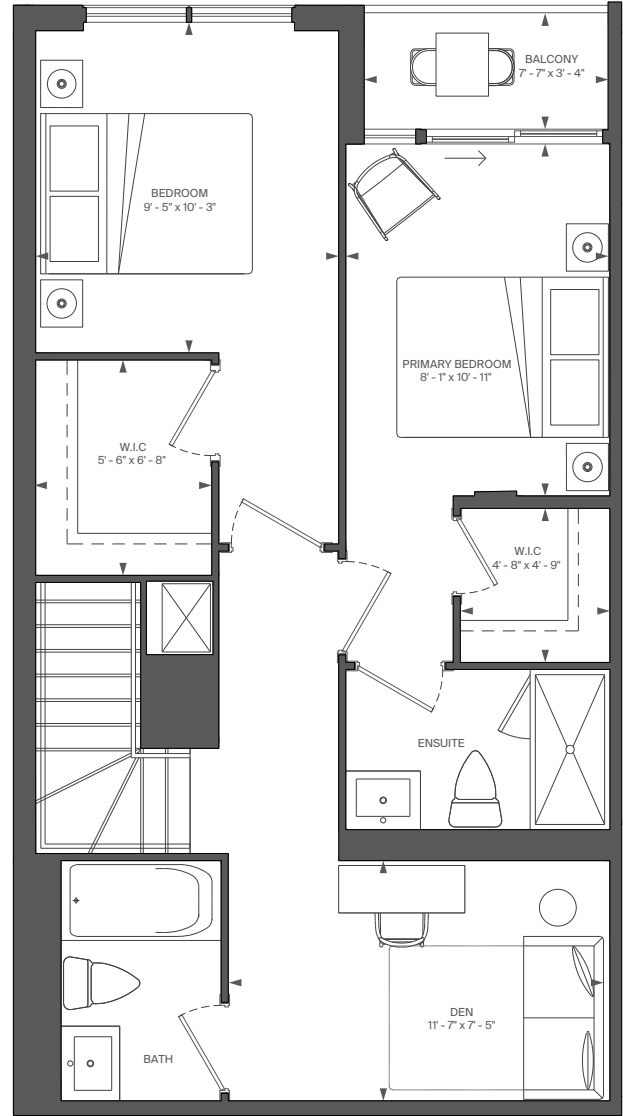 BALCONY
7' - 7" x 3' - 4"
BEDROOM
9' - 5" x 10' - 3"
PRIMARY BEDROOM
8' - 1" x 10' - 11"
W.I.C
5' - 6" x 6' - 8"
W.I.C
4' - 8" x 4' - 9"
ENSUITE
DEN
11' - 7" x 7' - 5"
BATH